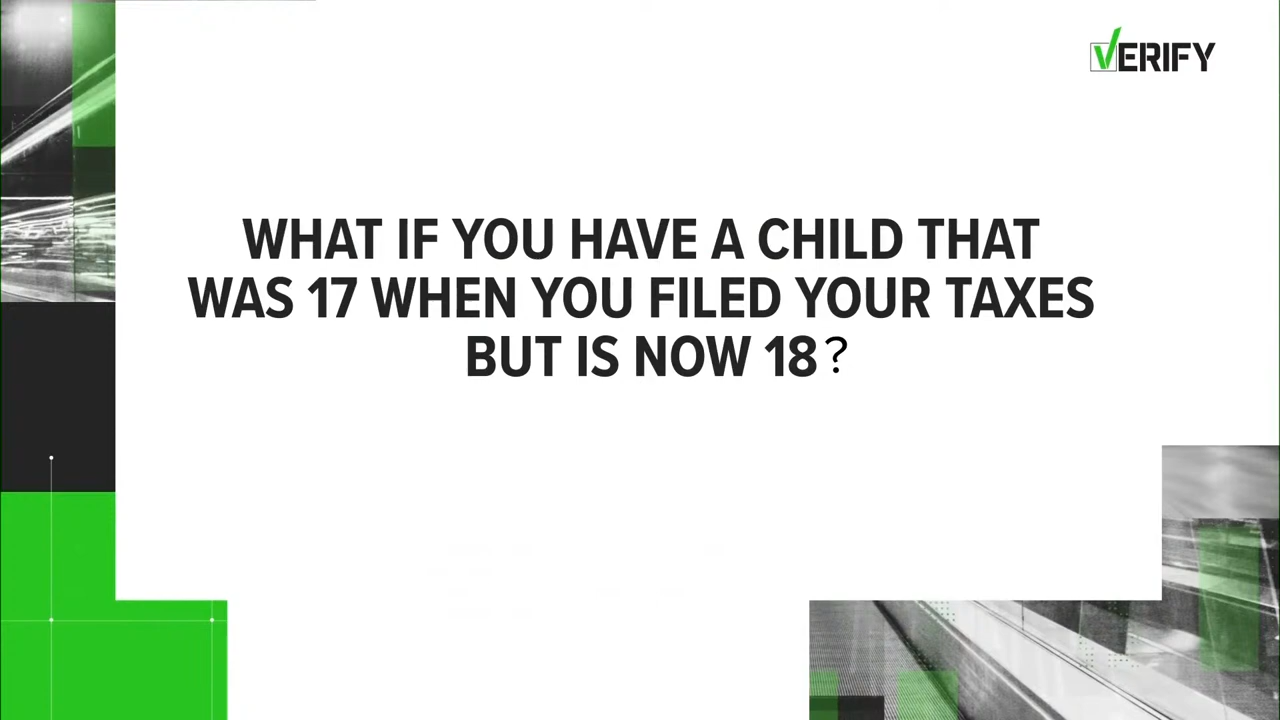 VERIFY
WHAT IF YOU HAVE A CHILD THAT
WAS 17 WHEN YOU FILED YOUR TAXES
BUT IS NOW 18?